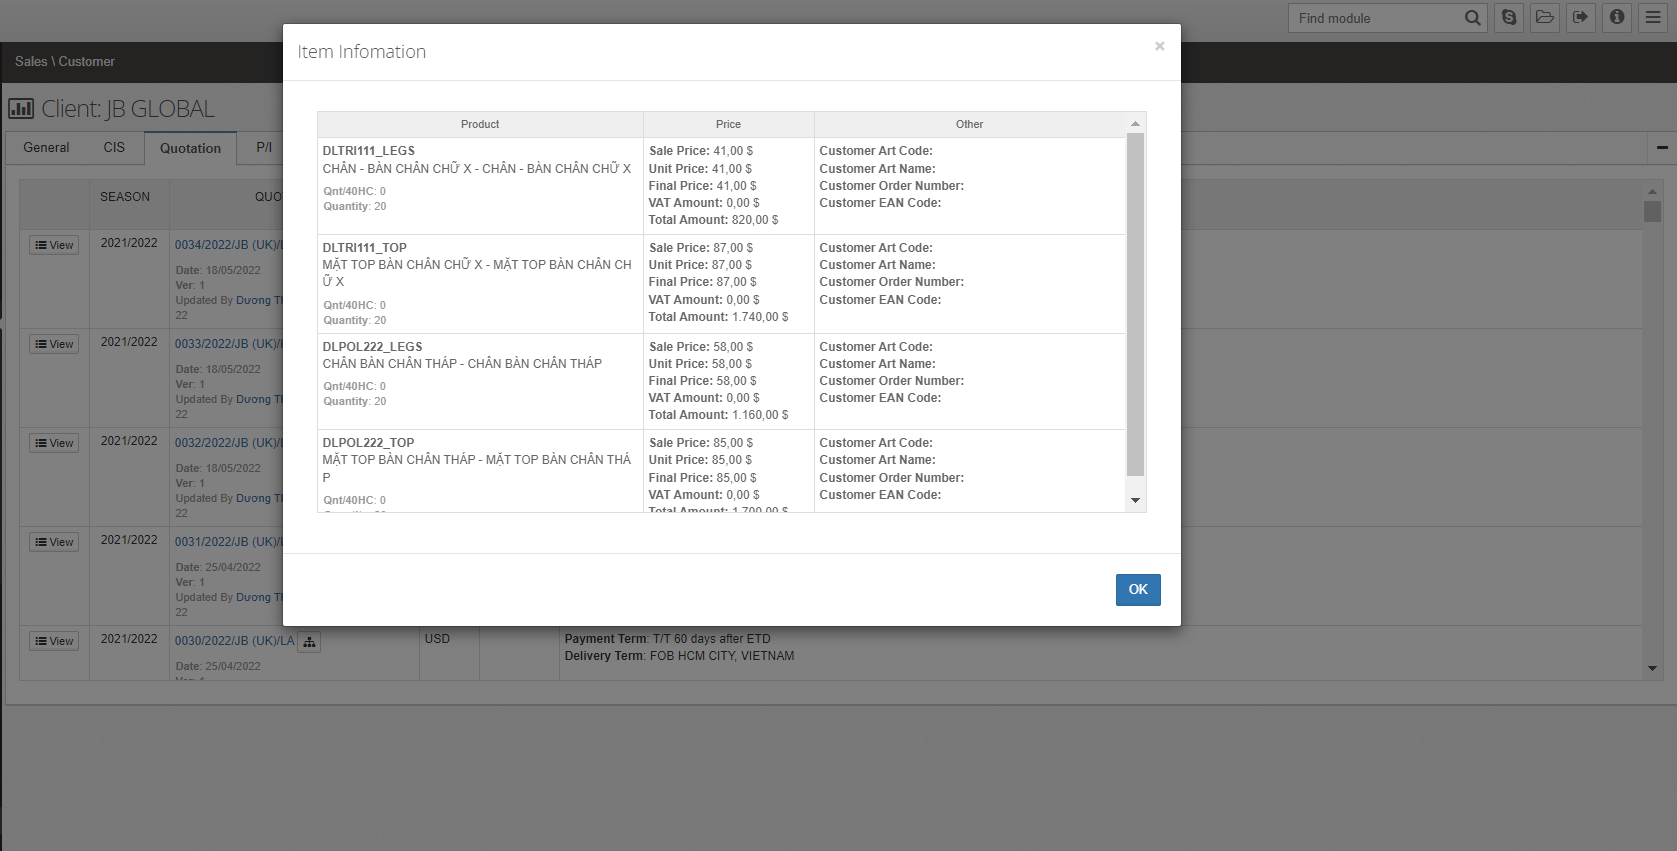 Find module
Sales \ Customer
Client: JB GLOBAL
General CIS Quotation P/I
SEASON
View 2021/2022 0034/2022/JB (UK)/
Date: 18/05/2022
Ver: 1
Updated By Dương
22
View 2021/2022 0033/2022/JB (UK)/
Date: 18/05/2022
Ver: 1
Updated By Dương
22
View 2021/2022 0032/2022/JB (UK)/
Date: 18/05/2022
Ver: 1
Updated By Dương
22
View 2021/2022 0031/2022/JB (UK)/
Date: 25/04/2022
Ver: 1
Updated By Dương
22
View 2021/2022 0030/2022/JB (UK)/LA USD Payment Term: T/T 60 days after ETD
Delivery Term: FOB HCM CITY, VIETNAM
Date: 25/04/2022
Item Infomation
×
Product Price Other
DLTRI111_LEGS
CHÂN - BÀN CHÂN CHỮ X - CHÂN - BÀN CHÂN CHỮ X
Qnt/40HC: 0
Quantity: 20
Sale Price: 41,00 $
Unit Price: 41,00 $
Final Price: 41,00 $
VAT Amount: 0,00 $
Total Amount: 820,00 $
Customer Art Code:
Customer Art Name:
Customer Order Number:
Customer EAN Code:
DLTRI111_TOP
MẶT TOP BÀN CHÂN CHỮ X - MẶT TOP BÀN CHÂN CH
Ữ X
Qnt/40HC: 0
Quantity: 20
Sale Price: 87,00 $
Unit Price: 87,00 $
Final Price: 87,00 $
VAT Amount: 0,00 $
Total Amount: 1.740,00 $
Customer Art Code:
Customer Art Name:
Customer Order Number:
Customer EAN Code:
DLPOL222_LEGS
CHÂN BÀN CHÂN THÁP - CHÂN BÀN CHÂN THÁP
Qnt/40HC: 0
Quantity: 20
Sale Price: 58,00 $
Unit Price: 58,00 $
Final Price: 58,00 $
VAT Amount: 0,00 $
Total Amount: 1.160,00 $
Customer Art Code:
Customer Art Name:
Customer Order Number:
Customer EAN Code:
DLPOL222_TOP
MẶT TOP BÀN CHÂN THÁP - MẶT TOP BÀN CHÂN THÁ
P
Qnt/40HC: 0
Sale Price: 85,00 $
Unit Price: 85,00 $
Final Price: 85,00 $
VAT Amount: 0,00 $
Total Amount: 1.700,00 $
Customer Art Code:
Customer Art Name:
Customer Order Number:
Customer EAN Code:
OK